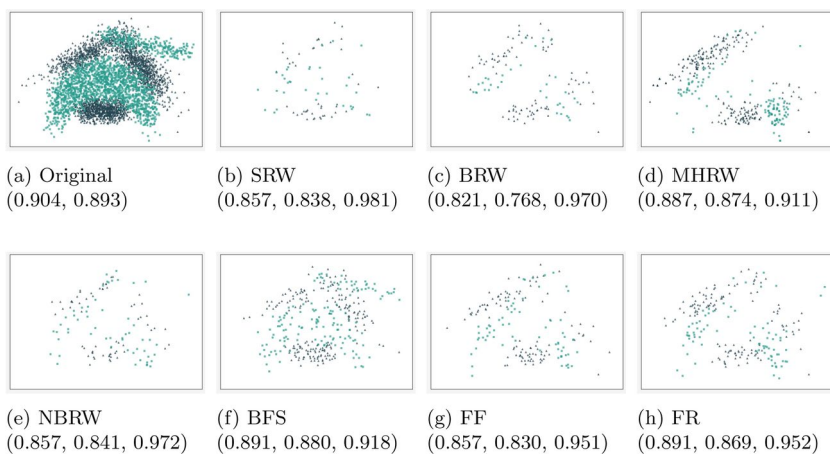 (a) Original
(0.904, 0.893)
(b) SRW
(0.857, 0.838, 0.981)
(c) BRW
(0.821, 0.768, 0.970)
(d) MHRW
(0.887, 0.874, 0.911)
(e) NBRW
(0.857, 0.841, 0.972)
(f) BFS
(0.891, 0.880, 0.918)
(g) FF
(0.857, 0.830, 0.951)
(h) FR
(0.891, 0.869, 0.952)